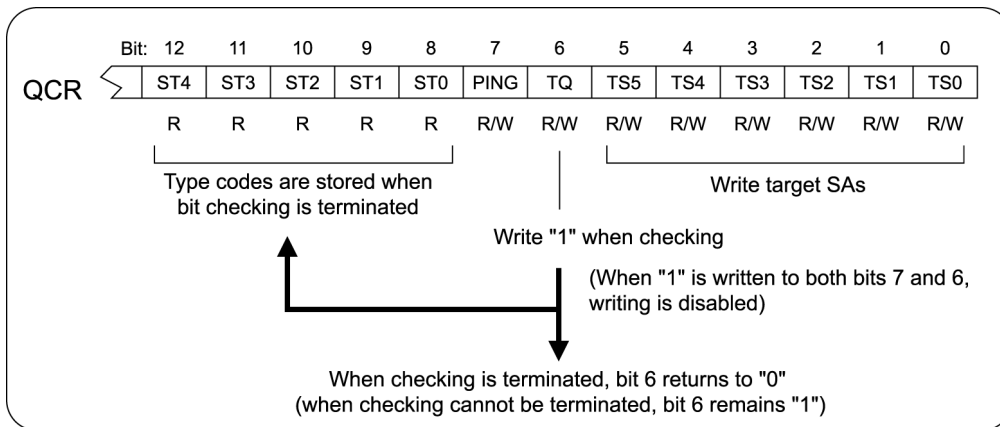 Bit: 12 11 10 9 8 7 6 5 4 3 2 1 0
QCR ST4 ST3 ST2 ST1 ST0 PING TQ TS5 TS4 TS3 TS2 TS1 TS0
R R R R R R/W R/W R/W R/W R/W R/W R/W R/W
Type codes are stored when
bit checking is terminated
Write target SAs
Write "1" when checking
(When "1" is written to both bits 7 and 6,
writing is disabled)
When checking is terminated, bit 6 returns to "0"
(when checking cannot be terminated, bit 6 remains "1")